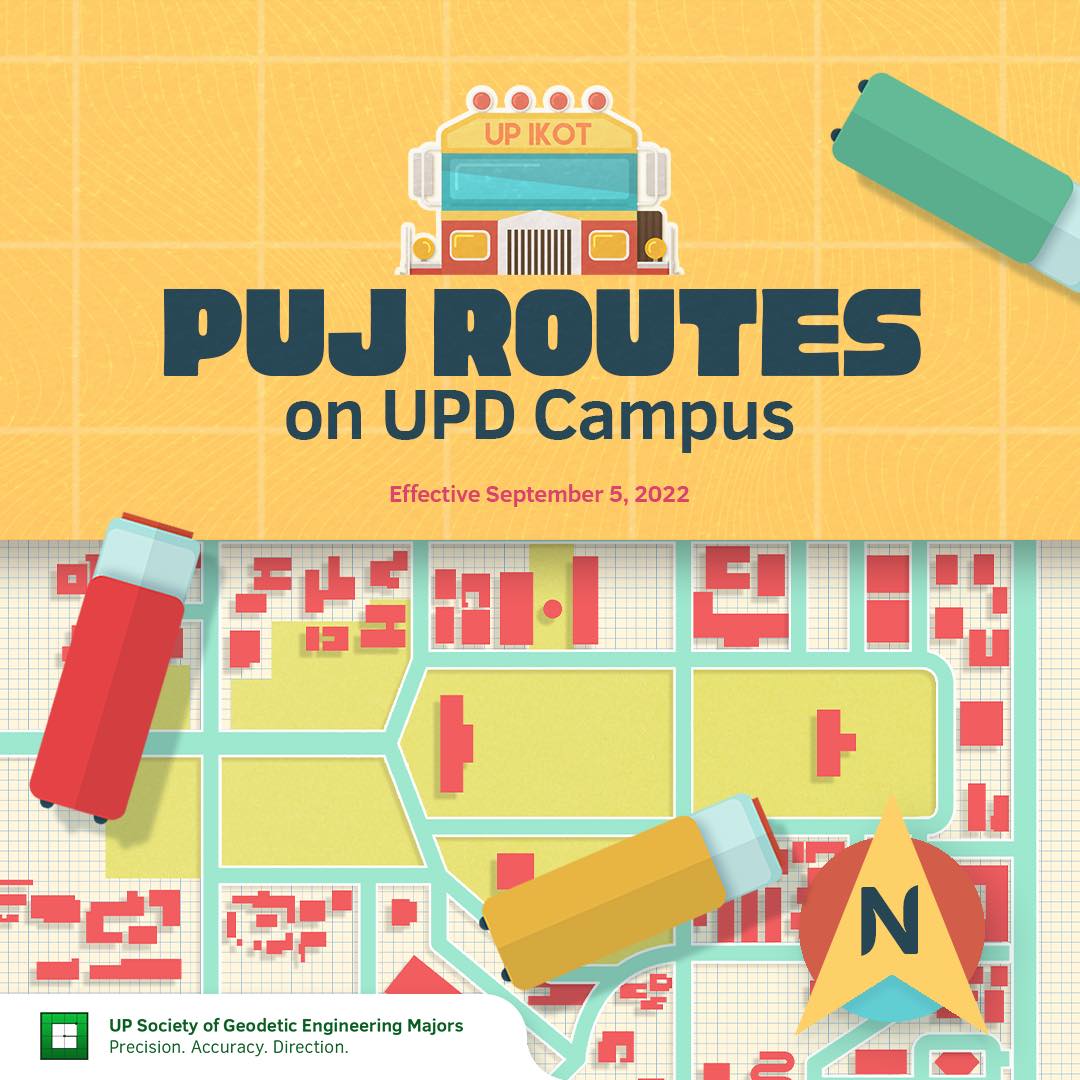 UP IKOT
PUJ ROUTES
on UPD Campus
Effective September 5, 2022
N
UP Society of Geodetic Engineering Majors
Precision. Accuracy. Direction.